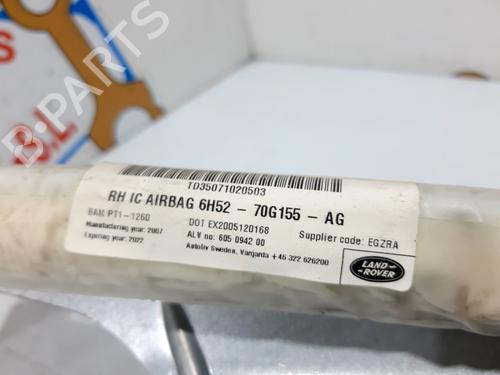 TD35071020503
RH IC AIRBAG 6H52 - 70G155 - AG
BAM PT1-1260
DOT EX2005120168
Supplier code: EGZRA
Manufacturing year: 2007
ALV no: 605 0942 00
Expiring year: 2022
Autoliv Sweden, Vargarda +46 322 626200
LAND-
ROVER
B-PARTS